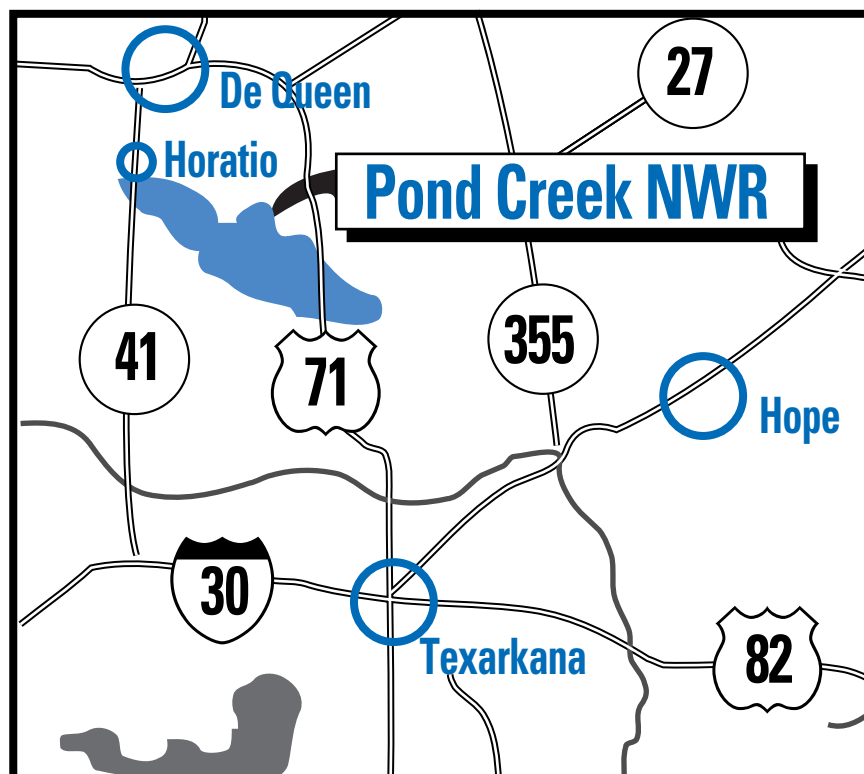 De Queen
27
Horatio
Pond Creek NWR
41
71
355
Hope
30
Texarkana
82